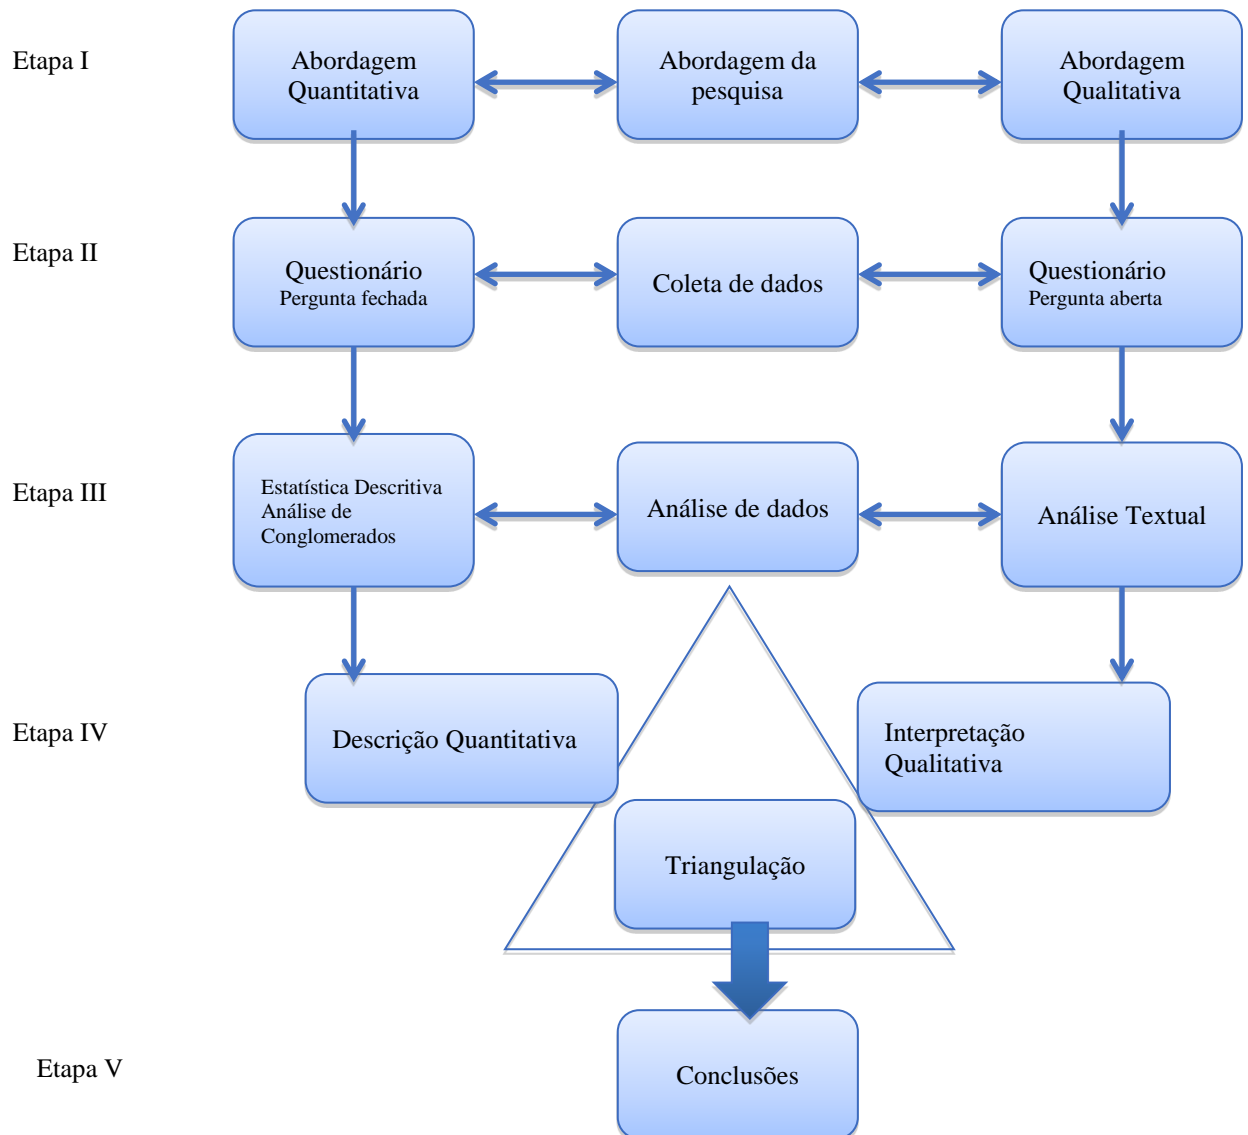 Etapa I
Abordagem
Quantitativa
Abordagem da
pesquisa
Abordagem
Qualitativa
Etapa II
Questionário
Pergunta fechada
Coleta de dados
Questionário
Pergunta aberta
Etapa III
Estatística Descritiva
Análise de
Conglomerados
Análise de dados
Análise Textual
Etapa IV
Descrição Quantitativa
Interpretação
Qualitativa
Triangulação
Etapa V
Conclusões